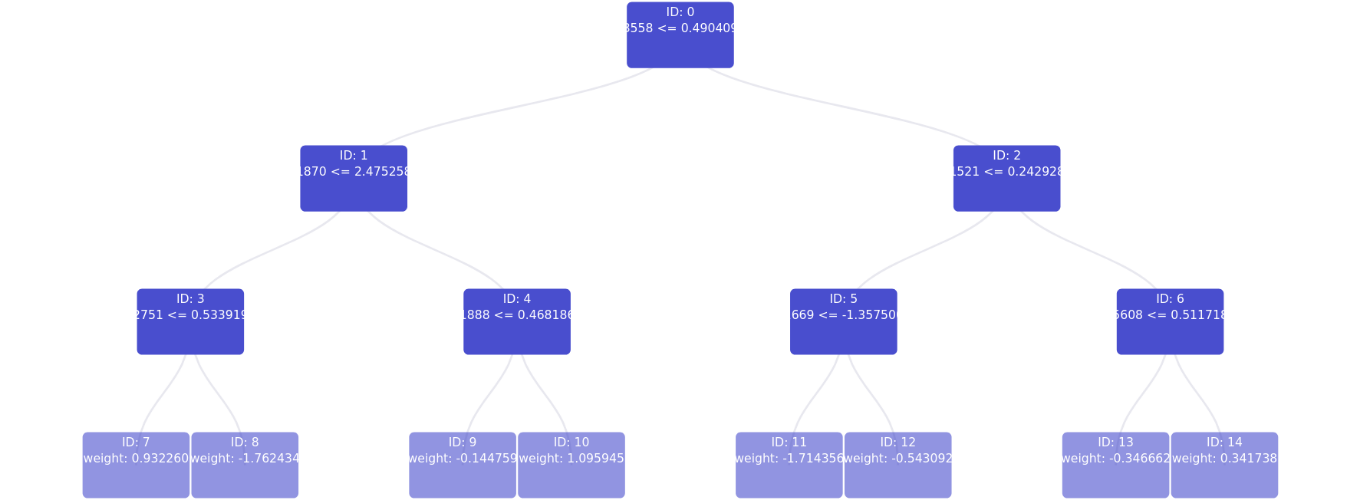 ID: 0
3558 <= 0.490409
ID: 1
1870 <= 2.475258
ID: 2
1521 <= 0.242928
ID: 3
2751 <= 0.533919
ID: 4
1888 <= 0.468186
ID: 5
669 <= -1.35750
ID: 6
5608 <= 0.511718
ID: 7
weight: 0.932260
ID: 8
weight: -1.762434
ID: 9
weight: -0.144759
ID: 10
weight: 1.095945
ID: 11
weight: -1.714356
ID: 12
weight: -0.543092
ID: 13
weight: -0.346662
ID: 14
weight: 0.341738